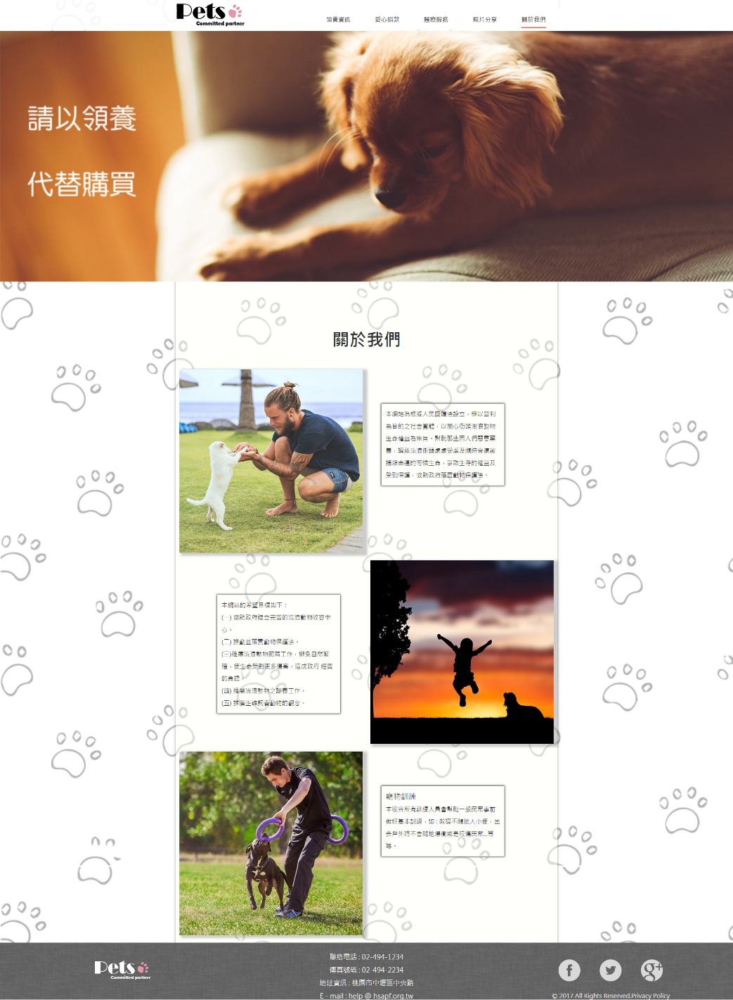 Pets
Committed partner
領養資訊 愛心捐款 醫療服務 照片分享 關於我們
請以領養
代替購買
關於我們
本網站為根據人民團體法設立，非以營利
為目的之社會團體，以關心街頭流浪動物
生命權益為宗旨。幫助那些因人們惡意棄
養，導致流浪街頭處處受虐及隨時會遭被
捕殺命運的可憐生命，爭取生存的權益及
受到保護，協助政府落實動物保護法。
本網站的希望目標如下：
(一) 協助政府建立完善的流浪動物收容中
心。
(二) 推動並落實動物保護法。
(三)推廣流浪動物節育工作，避免自然繁
殖，使生命受到更多傷害，造成政府 經費
的負擔。
(四) 推廣流浪動物之認養工作。
(五) 推廣正確飼養動物的觀念。
寵物訓練
本收容所有訓練人員會幫助一般民眾事前
做好基本訓練，如 : 教導不隨地大小便，出
去戶外時不會隨地爆衝或是咬傷民眾...等
等。
Pets
Committed partner
聯絡電話 : 02-494-1234
傳真號碼 : 02-494-2234
地址資訊 : 桃園市中壢區中央路
E - mail : help @ hsapf.org.tw
f g+
© 2017 All Rights Reserved.Privacy Policy